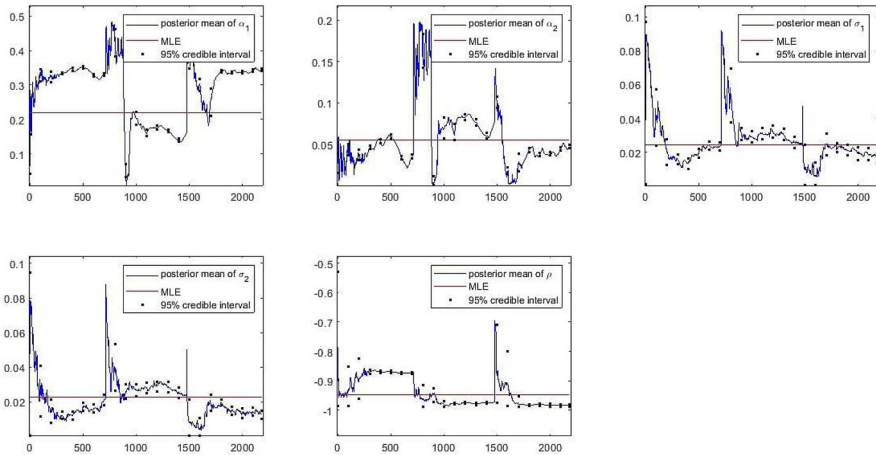 0.5
0.4
0.3
0.2
0.1
0 500 1000 1500 2000
posterior mean of α1
MLE
95% credible interval
0.2
0.15
0.1
0.05
0 500 1000 1500 2000
posterior mean of α2
MLE
95% credible interval
0.1
0.08
0.06
0.04
0.02
0 500 1000 1500 2000
posterior mean of σ1
MLE
95% credible interval
0.1
0.08
0.06
0.04
0.02
0 500 1000 1500 2000
posterior mean of σ2
MLE
95% credible interval
-0.5
-0.6
-0.7
-0.8
-0.9
-1
0 500 1000 1500 2000
posterior mean of ρ
MLE
95% credible interval